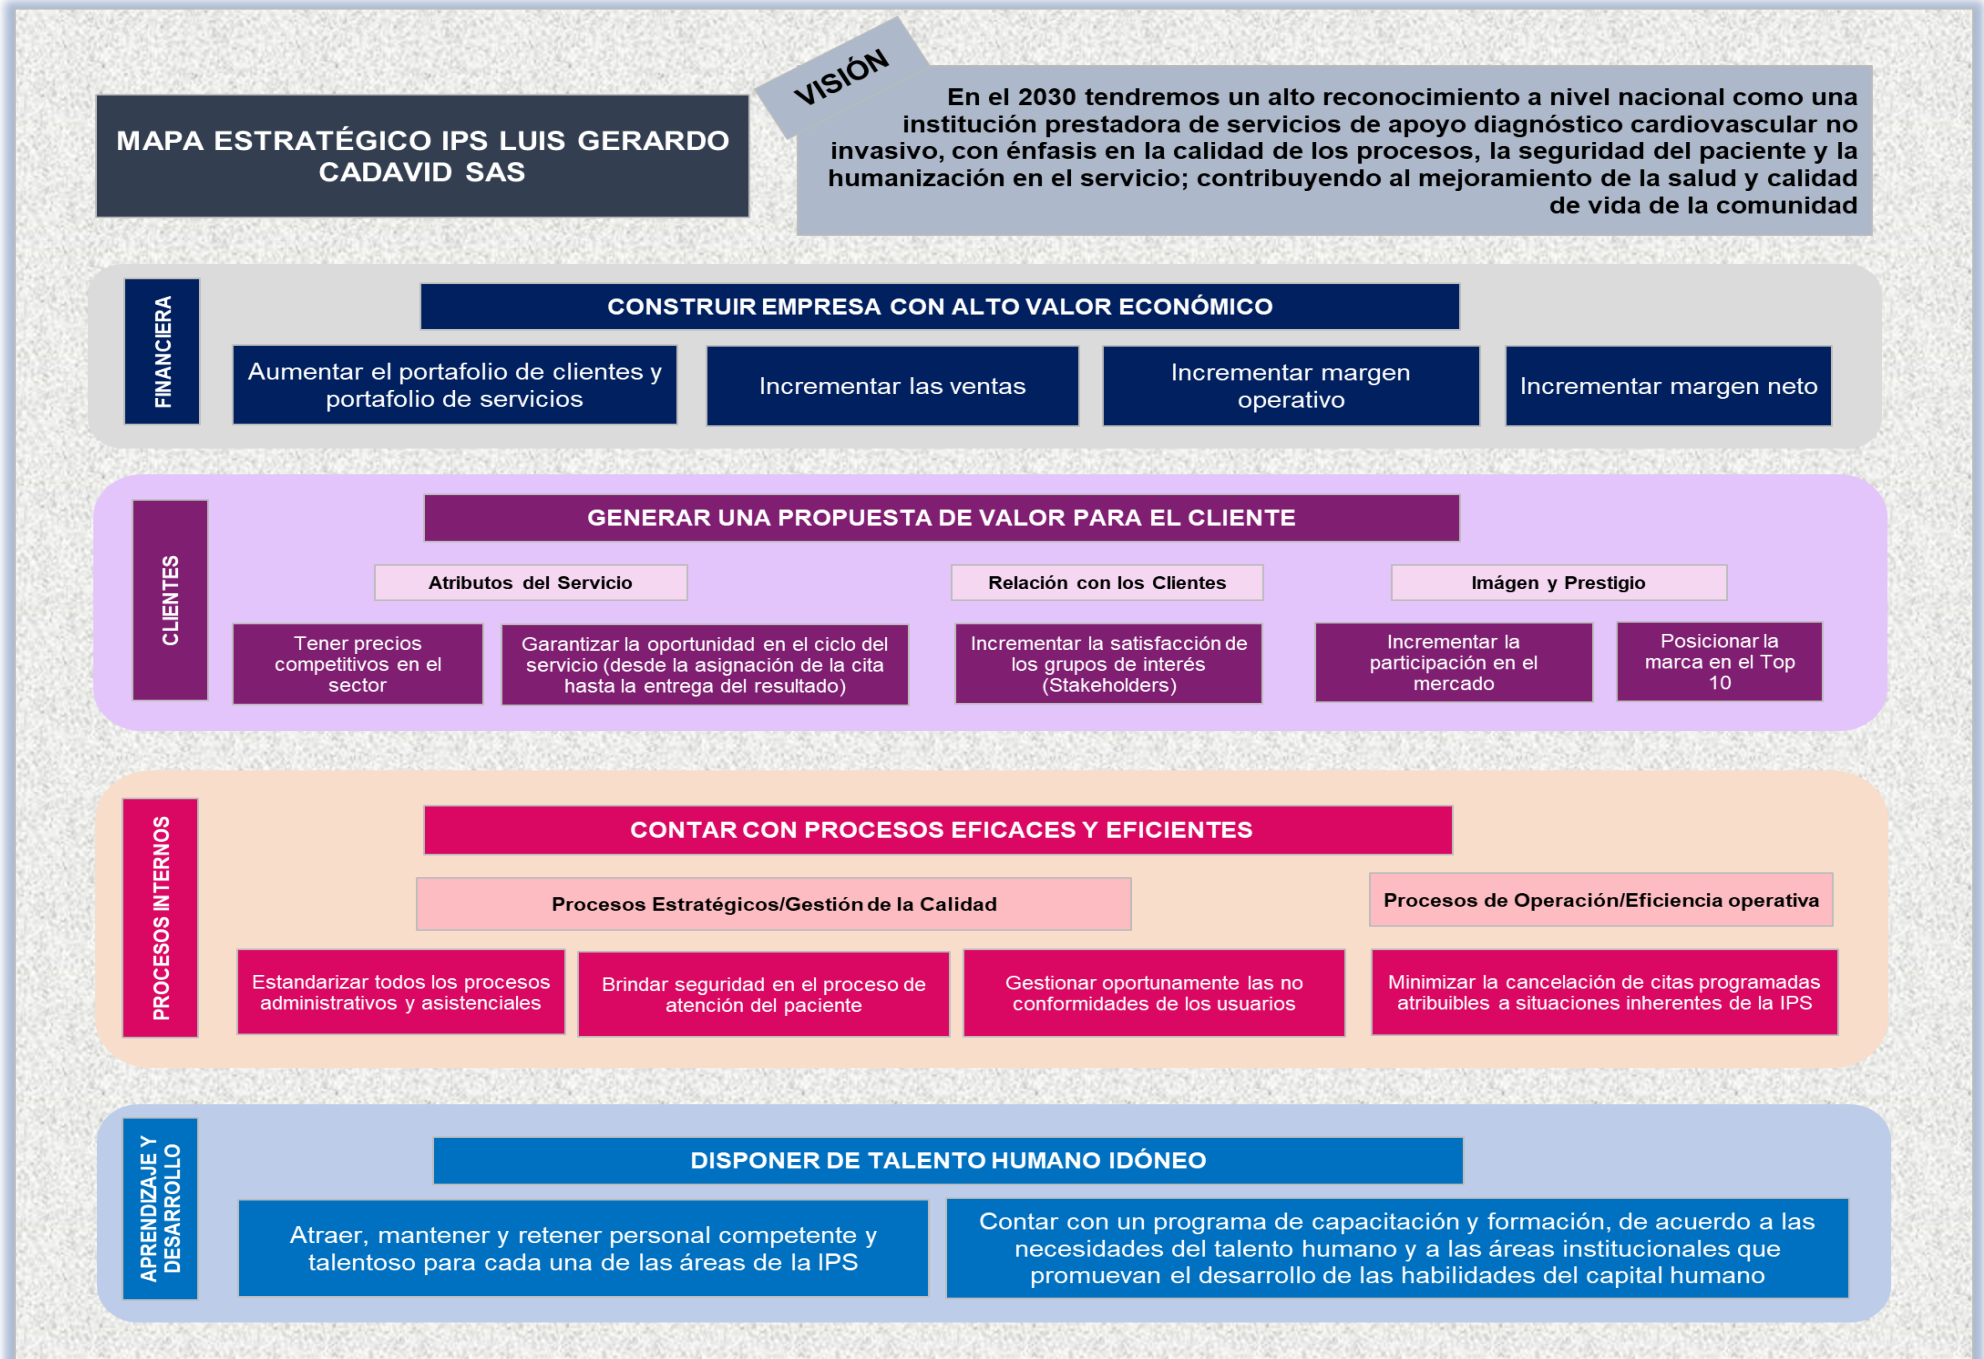 MAPA ESTRATÉGICO IPS LUIS GERARDO
CADAVID SAS
VISIÓN
En el 2030 tendremos un alto reconocimiento a nivel nacional como una
institución prestadora de servicios de apoyo diagnóstico cardiovascular no
invasivo, con énfasis en la calidad de los procesos, la seguridad del paciente y la
humanización en el servicio; contribuyendo al mejoramiento de la salud y calidad
de vida de la comunidad
FINANCIERA
CONSTRUIR EMPRESA CON ALTO VALOR ECONÓMICO
Aumentar el portafolio de clientes y
portafolio de servicios
Incrementar las ventas
Incrementar margen
operativo
Incrementar margen neto
CLIENTES
GENERAR UNA PROPUESTA DE VALOR PARA EL CLIENTE
Atributos del Servicio
Relación con los Clientes
Imágen y Prestigio
Tener precios
competitivos en el
sector
Garantizar la oportunidad en el ciclo del
servicio (desde la asignación de la cita
hasta la entrega del resultado)
Incrementar la satisfacción de
los grupos de interés
(Stakeholders)
Incrementar la
participación en el
mercado
Posicionar la
marca en el Top
10
PROCESOS INTERNOS
CONTAR CON PROCESOS EFICACES Y EFICIENTES
Procesos Estratégicos/Gestión de la Calidad
Procesos de Operación/Eficiencia operativa
Estandarizar todos los procesos
administrativos y asistenciales
Brindar seguridad en el proceso de
atención del paciente
Gestionar oportunamente las no
conformidades de los usuarios
Minimizar la cancelación de citas programadas
atribuibles a situaciones inherentes de la IPS
APRENDIZAJE Y
DESARROLLO
DISPONER DE TALENTO HUMANO IDÓNEO
Atraer, mantener y retener personal competente y
talentoso para cada una de las áreas de la IPS
Contar con un programa de capacitación y formación, de acuerdo a las
necesidades del talento humano y a las áreas institucionales que
promuevan el desarrollo de las habilidades del capital humano